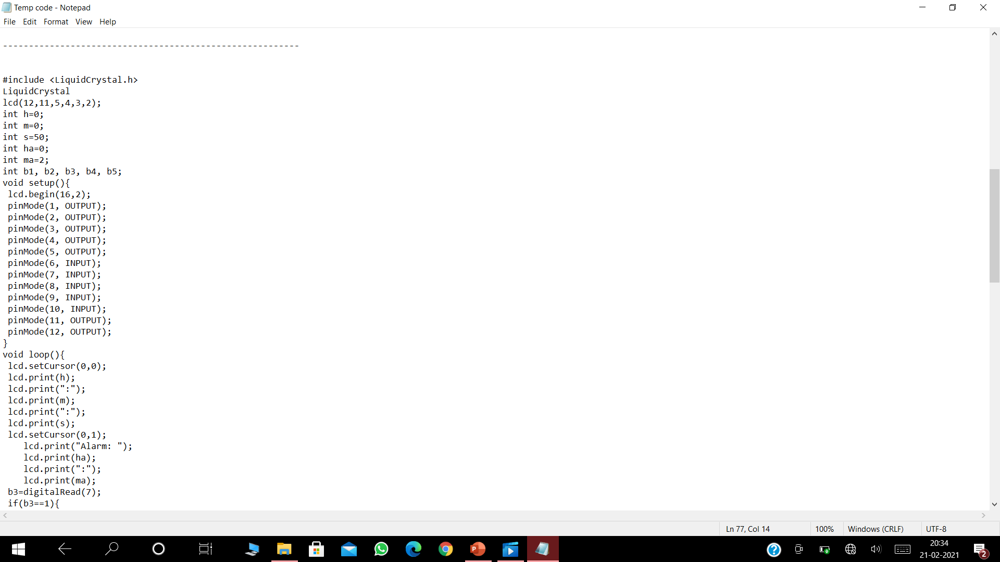 Temp code - Notepad
File Edit Format View Help
---------------------------------------------------------
#include <LiquidCrystal.h>
LiquidCrystal
lcd(12,11,5,4,3,2);
int h=0;
int m=0;
int s=50;
int ha=0;
int ma=2;
int b1, b2, b3, b4, b5;
void setup(){
 lcd.begin(16,2);
 pinMode(1, OUTPUT);
 pinMode(2, OUTPUT);
 pinMode(3, OUTPUT);
 pinMode(4, OUTPUT);
 pinMode(5, OUTPUT);
 pinMode(6, INPUT);
 pinMode(7, INPUT);
 pinMode(8, INPUT);
 pinMode(9, INPUT);
 pinMode(10, INPUT);
 pinMode(11, OUTPUT);
 pinMode(12, OUTPUT);
}
void loop(){
 lcd.setCursor(0,0);
 lcd.print(h);
 lcd.print(":");
 lcd.print(m);
 lcd.print(":");
 lcd.print(s);
 lcd.setCursor(0,1);
    lcd.print("Alarm: ");
    lcd.print(ha);
    lcd.print(":");
    lcd.print(ma);
 b3=digitalRead(7);
 if(b3==1){
Ln 77, Col 14 100% Windows (CRLF) UTF-8
20:34
21-02-2021
2